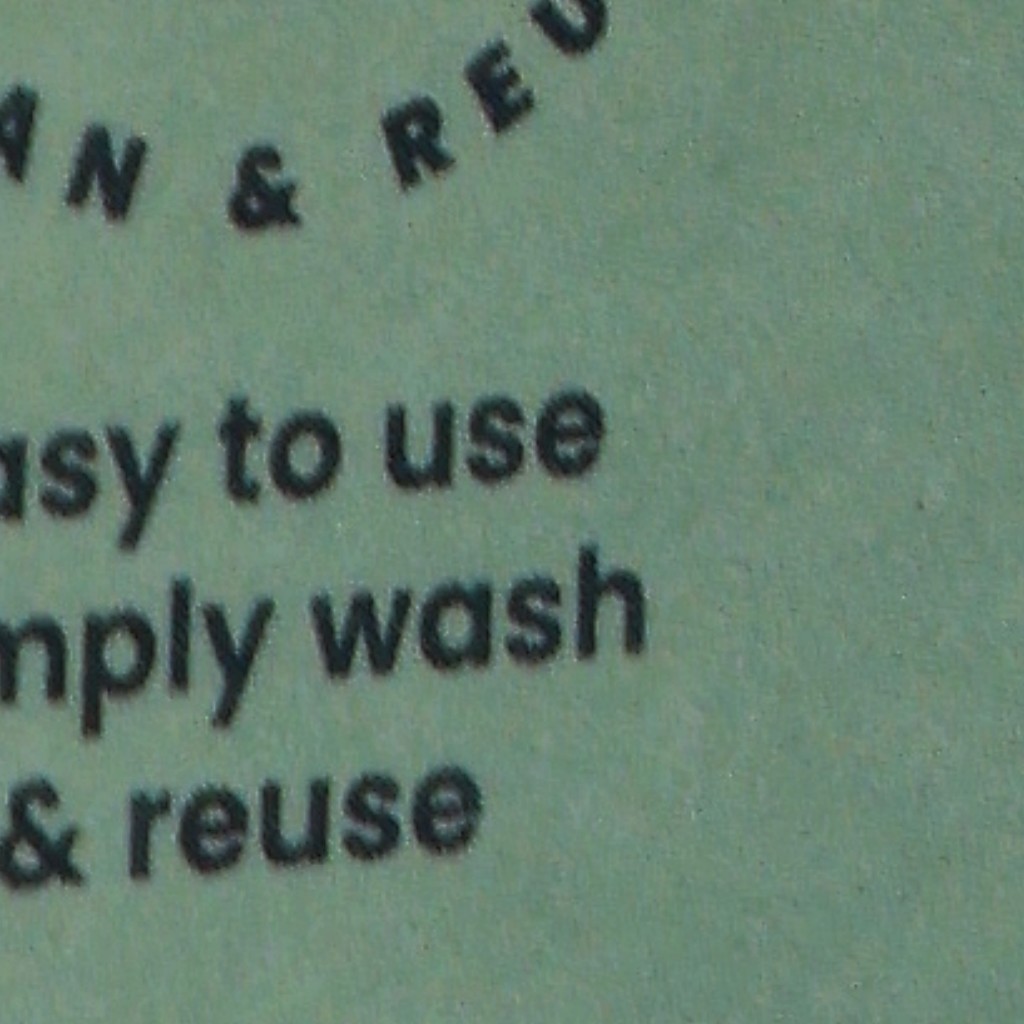 AN & REU
asy to use
mply wash
& reuse